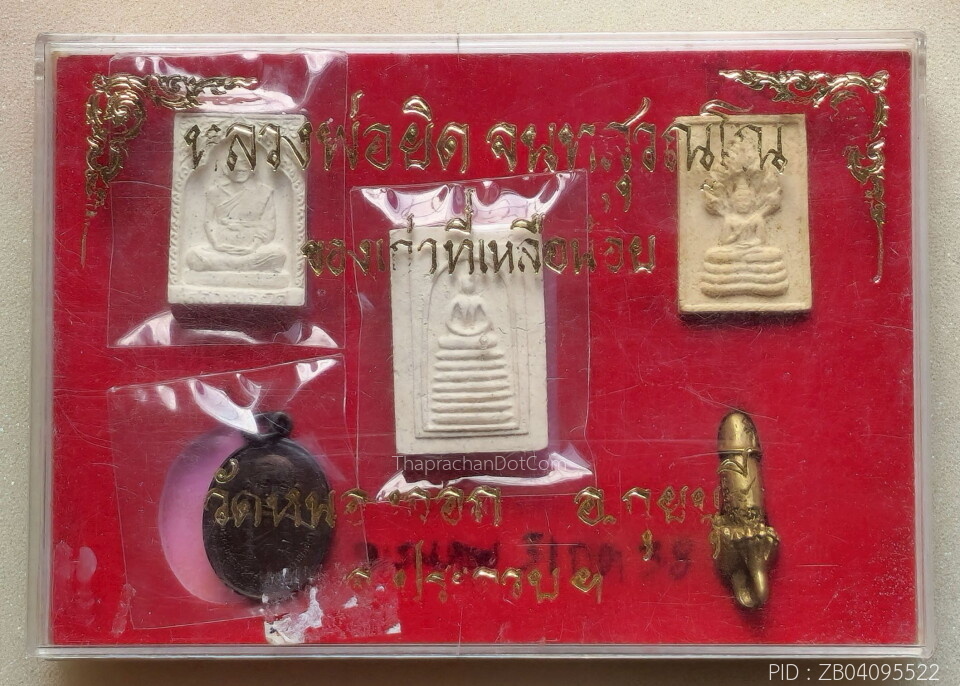 หลวงพ่อยิด จนฺทสุวณฺโณ
ของเก่าที่เหลือน้อย
ThaprachanDotCom
วัดหนองจอก อ.กุยบุรี
จ.ประจวบฯ
PID : ZB04095522